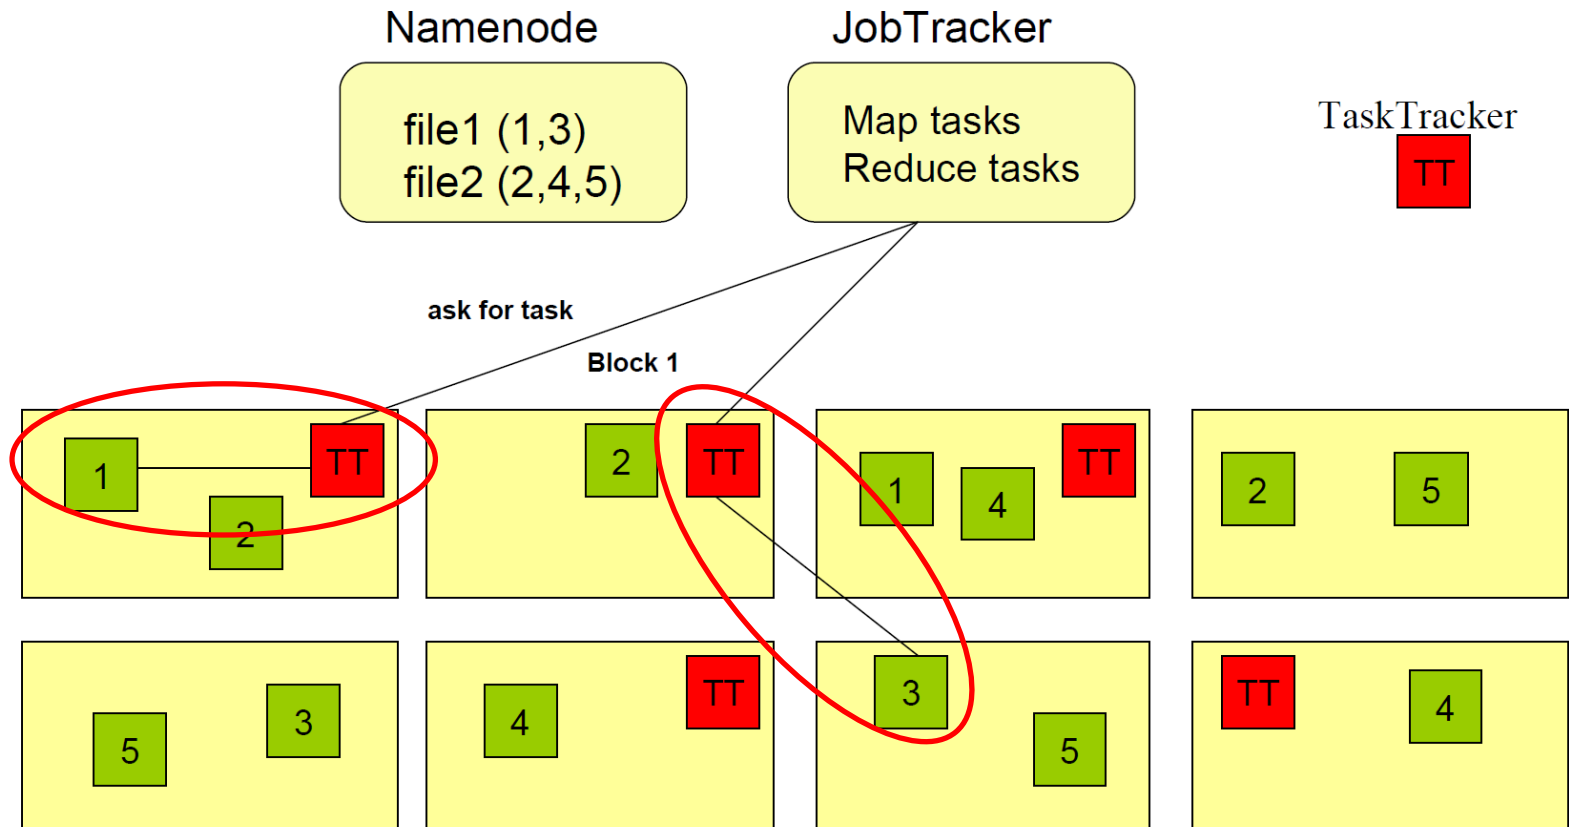 Namenode
JobTracker
file1 (1,3)
file2 (2,4,5)
Map tasks
Reduce tasks
TaskTracker
TT
ask for task
Block 1
1
2
TT
2
TT
1
4
TT
2
5
5
3
4
TT
3
5
TT
4